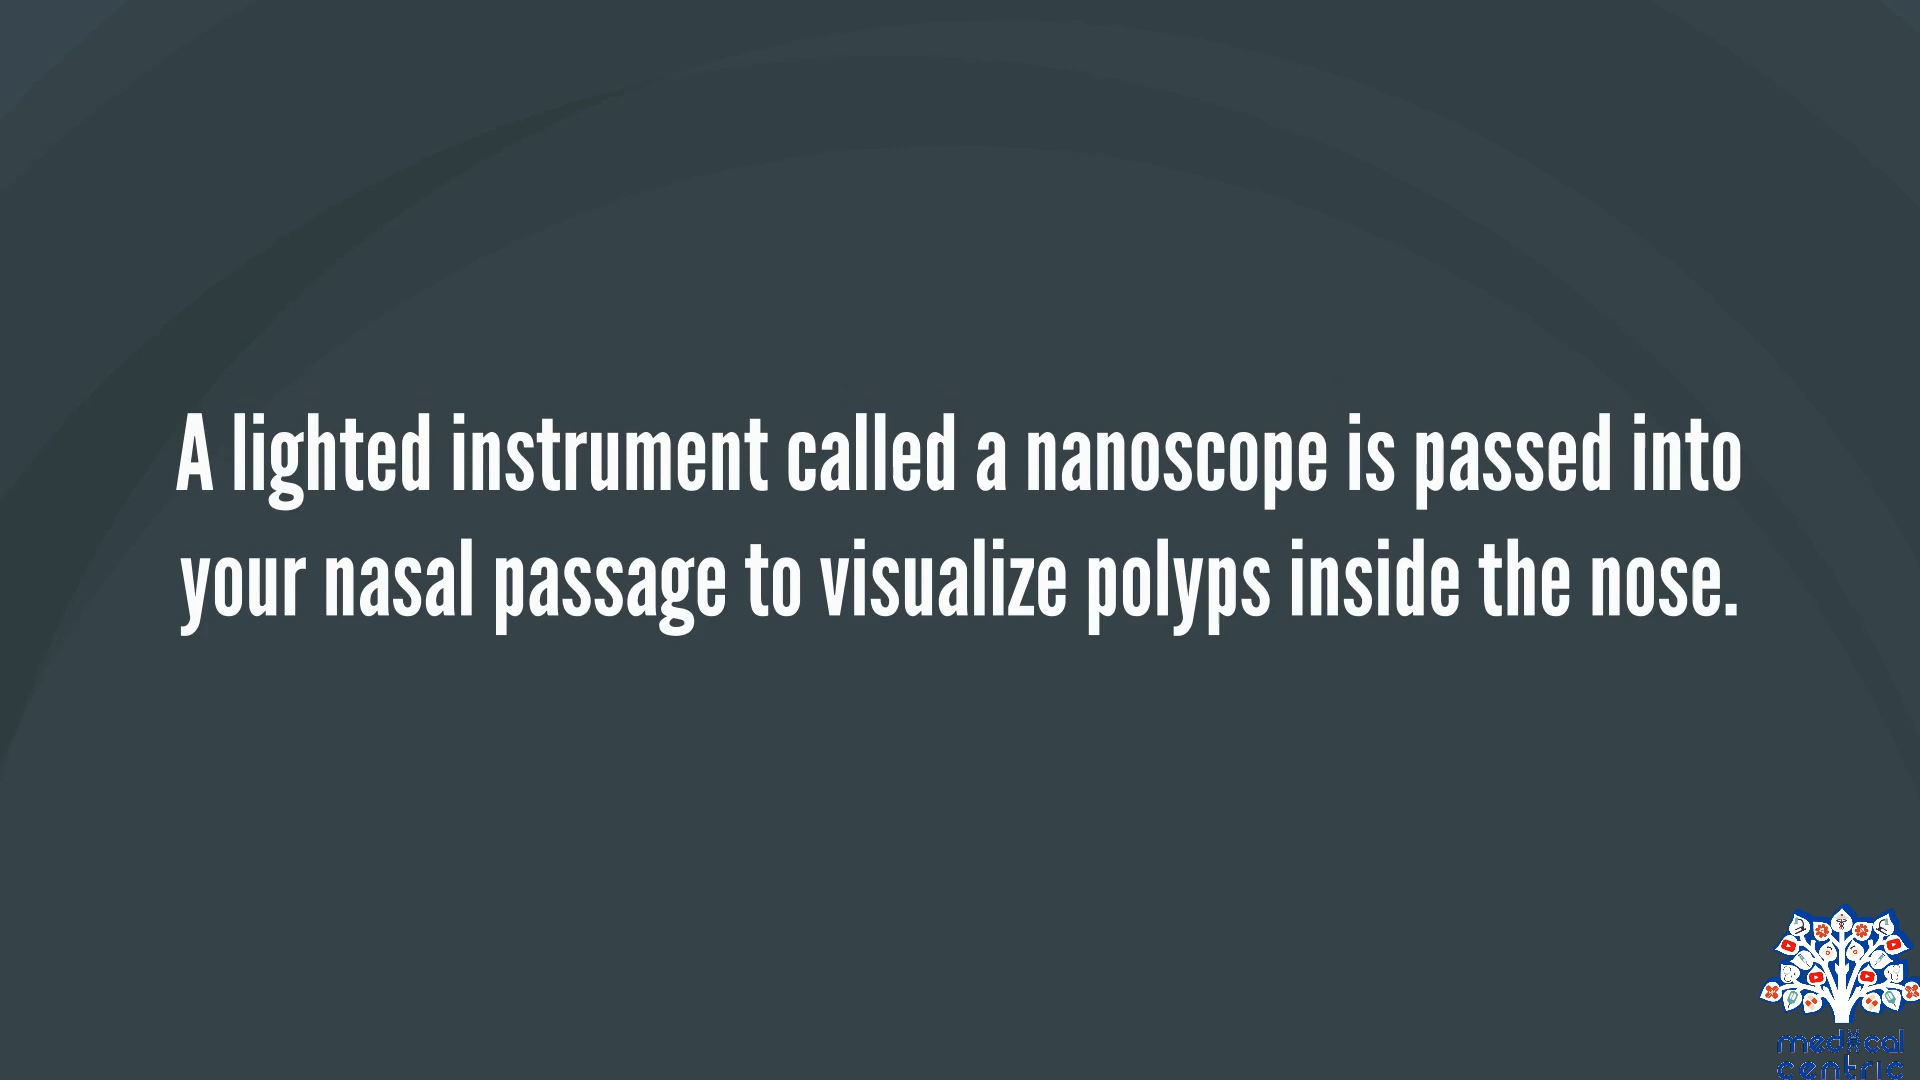 A lighted instrument called a nanoscope is passed into
your nasal passage to visualize polyps inside the nose.
medical
centric